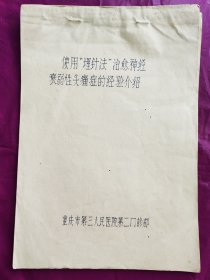 使用“埋针法”治愈神经
衰弱性头痛症的经验介绍
重庆市第三人民医院第二门诊部